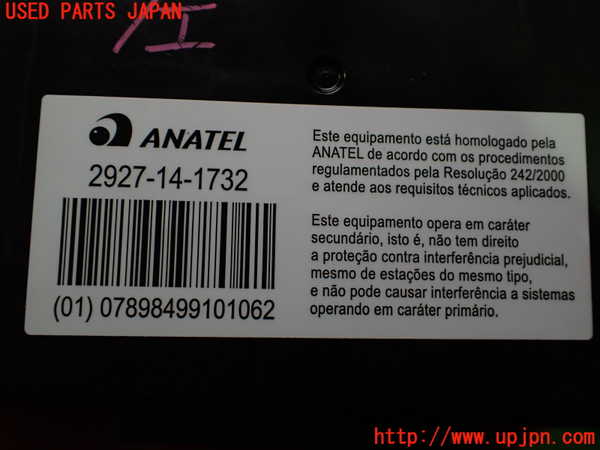 USED PARTS JAPAN
ANATEL
2927-14-1732
(01) 07898499101062
Este equipamento está homologado pela
ANATEL de acordo com os procedimentos
regulamentados pela Resolução 242/2000
e atende aos requisitos técnicos aplicados.
Este equipamento opera em caráter
secundário, isto é, não tem direito
a proteção contra interferência prejudicial,
mesmo de estações do mesmo tipo,
e não pode causar interferência a sistemas
operando em caráter primário.
http://www.upjpn.com/